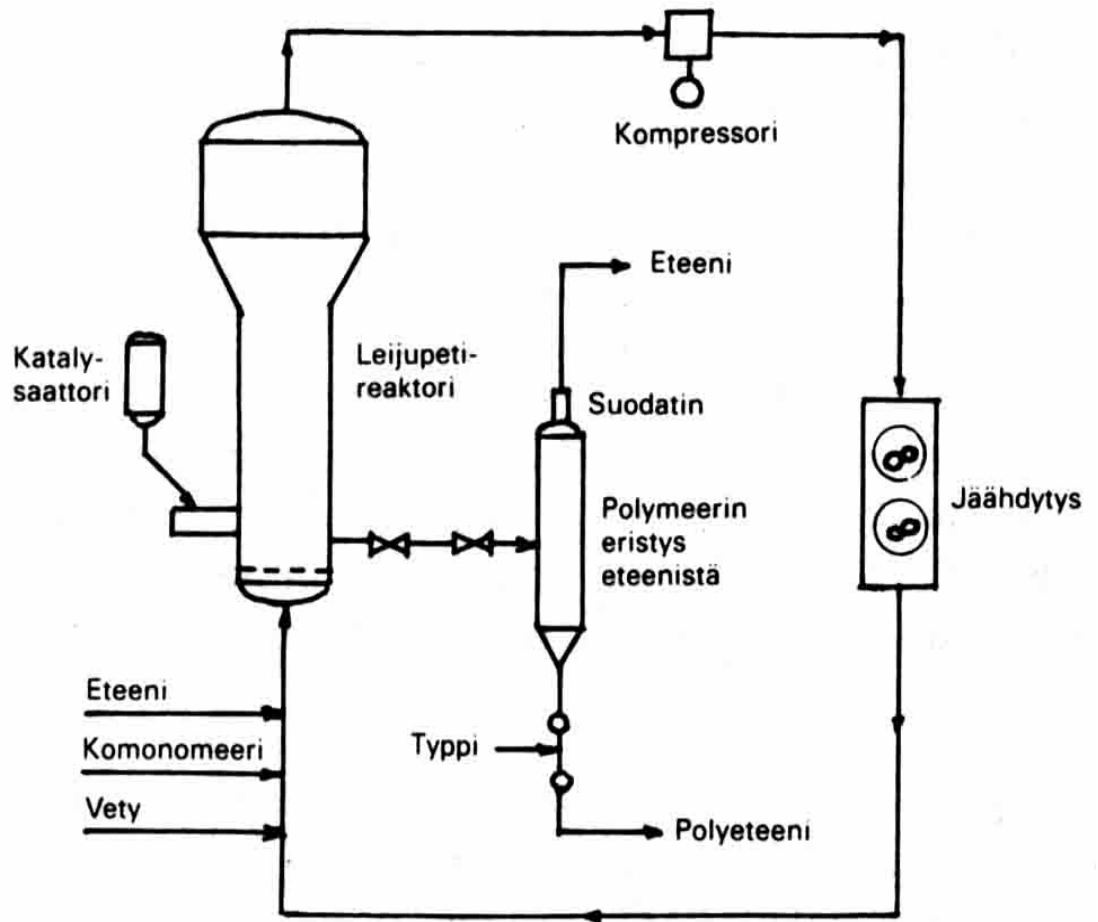 Kompressori
Eteeni
Kataly-
saattori
Leijupeti-
reaktori
Suodatin
Polymeerin
eristys
eteenistä
Jäähdytys
Eteeni
Komonomeeri
Vety
Typpi
Polyeteeni